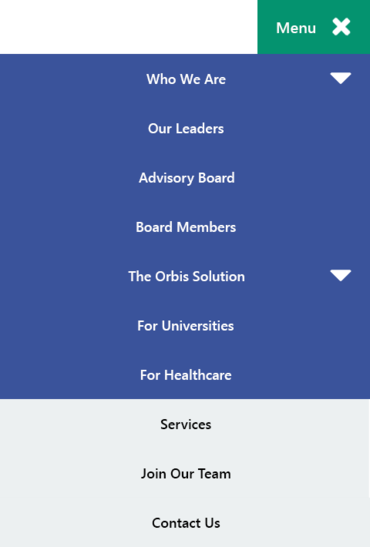 Menu
Who We Are
Our Leaders
Advisory Board
Board Members
The Orbis Solution
For Universities
For Healthcare
Services
Join Our Team
Contact Us